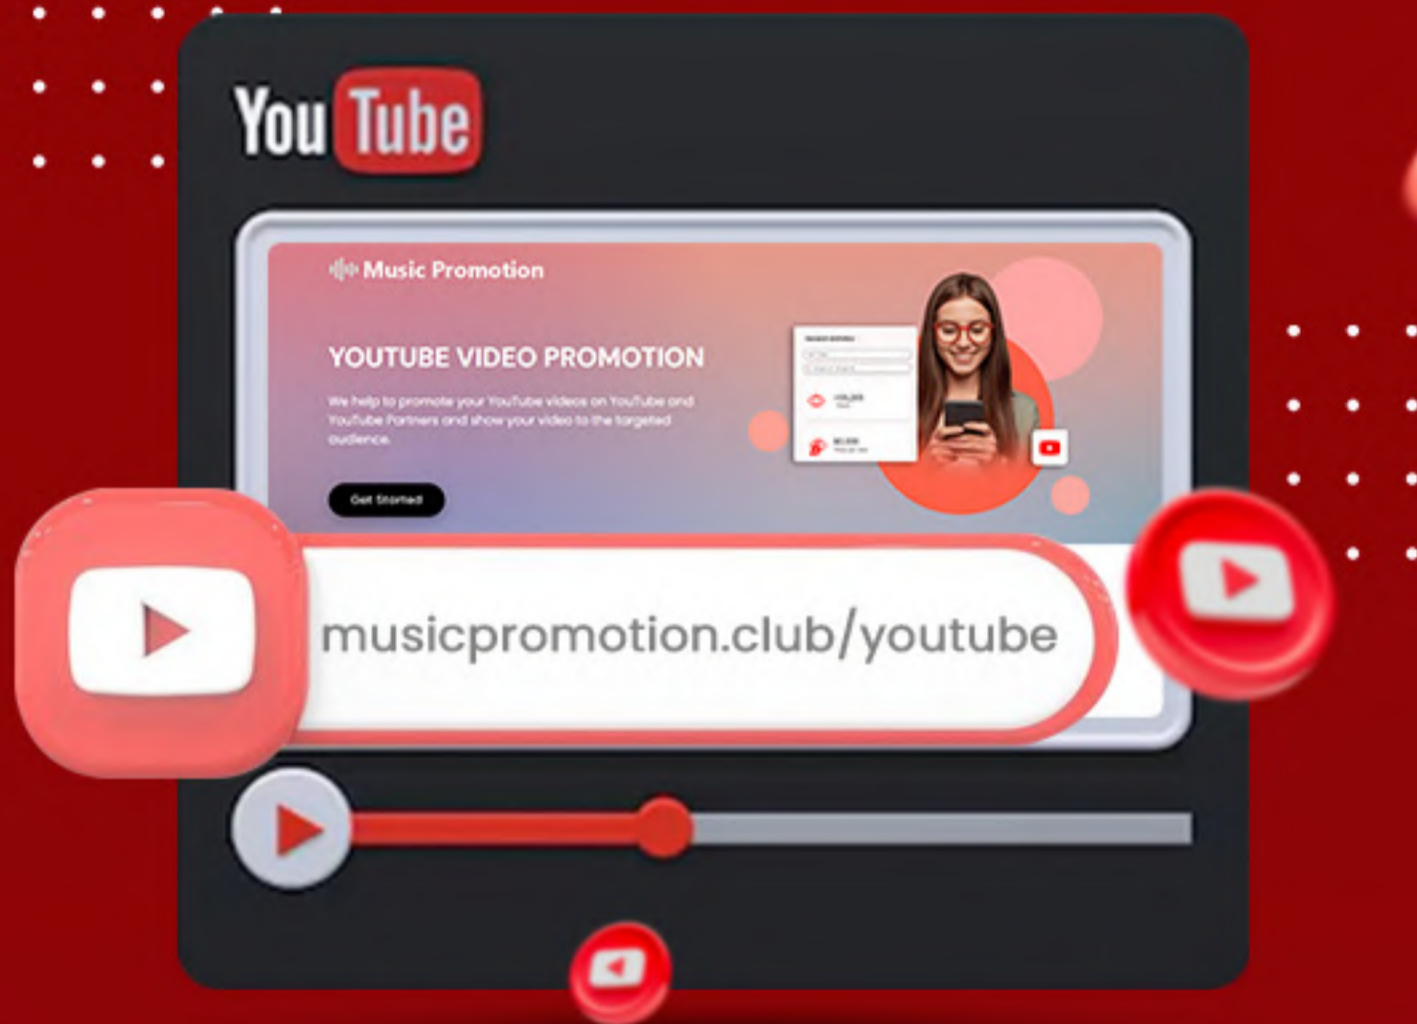 YouTube
Music Promotion
YOUTUBE VIDEO PROMOTION
We help to promote your YouTube videos on YouTube and
YouTube Partners and show your video to the targeted
audience.
Get Started
musicpromotion.club/youtube